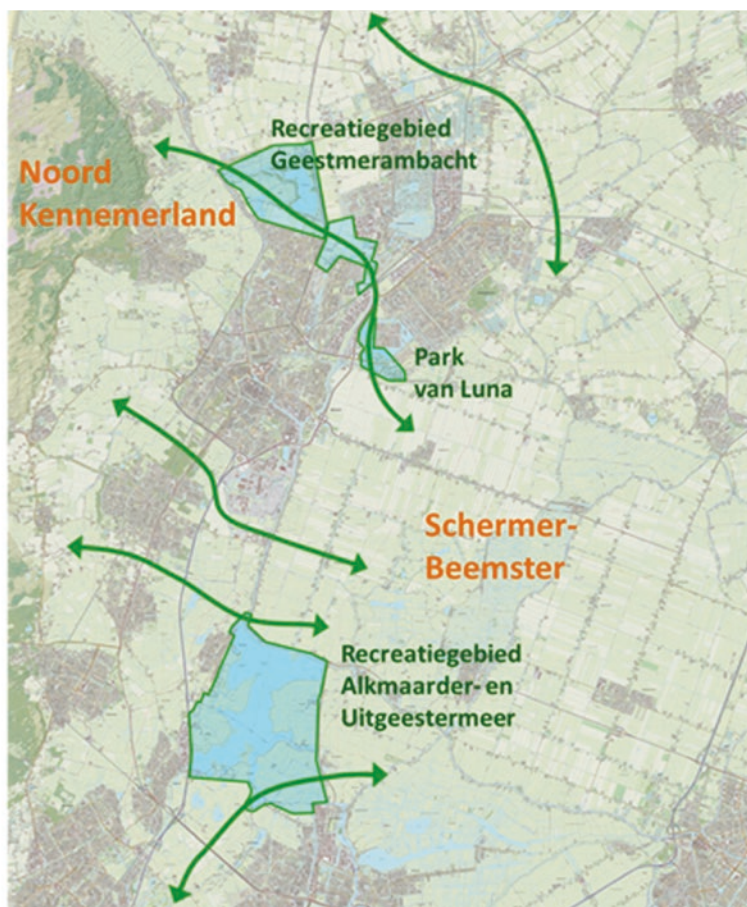 Recreatiegebied
Geestmerambacht
Noord
Kennemerland
Park
van Luna
Schermer-
Beemster
Recreatiegebied
Alkmaarder- en
Uitgeestermeer